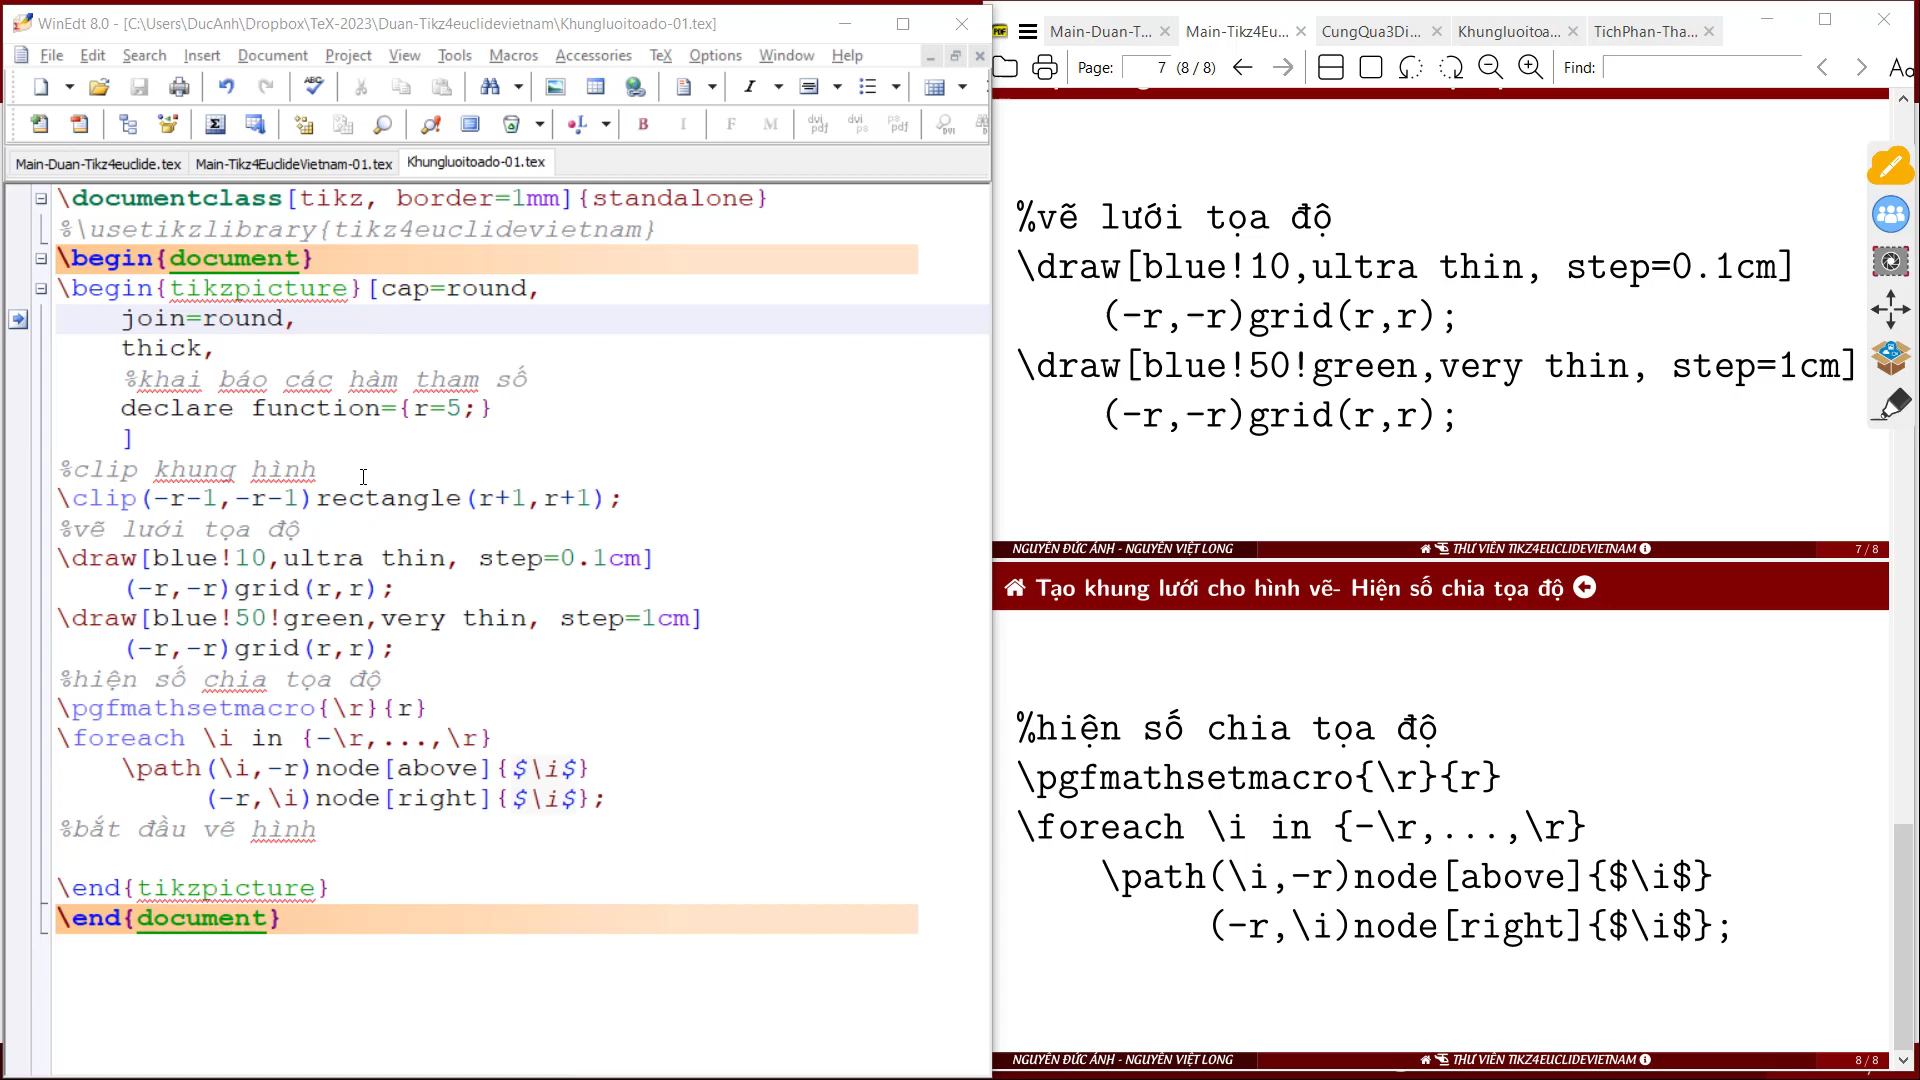 WinEdt 8.0 - [C:\Users\DucAnh\Dropbox\TeX-2023\Duan-Tikz4euclidevietnam\Khungluoitoado-01.tex]
File Edit Search Insert Document Project View Tools Macros Accessories TeX Options Window Help
Main-Duan-Tikz4euclide.tex Main-Tikz4EuclideVietnam-01.tex Khungluoitoado-01.tex
\documentclass[tikz, border=1mm]{standalone}
%\usetikzlibrary{tikz4euclidevietnam}
\begin{document}
\begin{tikzpicture}[cap=round,
join=round,
thick,
%khai báo các hàm tham số
declare function={r=5;}
]
%clip khung hình
\clip(-r-1,-r-1)rectangle(r+1,r+1);
%vẽ lưới tọa độ
\draw[blue!10,ultra thin, step=0.1cm]
(-r,-r)grid(r,r);
\draw[blue!50!green,very thin, step=1cm]
(-r,-r)grid(r,r);
%hiện số chia tọa độ
\pgfmathsetmacro{\r}{r}
\foreach \i in {-\r,...,\r}
\path(\i,-r)node[above]{$\i$}
(-r,\i)node[right]{$\i$};
%bắt đầu vẽ hình
\end{tikzpicture}
\end{document}
Main-Duan-T... Main-Tikz4Eu... CungQua3Di... Khungluoitoa... TichPhan-Tha...
Page: 7 (8 / 8) Find:
%vẽ lưới tọa độ
\draw[blue!10,ultra thin, step=0.1cm]
(-r,-r)grid(r,r);
\draw[blue!50!green,very thin, step=1cm]
(-r,-r)grid(r,r);
NGUYỄN ĐỨC ÁNH - NGUYỄN VIỆT LONG THƯ VIỆN TIKZ4EUCLIDEVIETNAM 7 / 8
Tạo khung lưới cho hình vẽ- Hiện số chia tọa độ
%hiện số chia tọa độ
\pgfmathsetmacro{\r}{r}
\foreach \i in {-\r,...,\r}
\path(\i,-r)node[above]{$\i$}
(-r,\i)node[right]{$\i$};
NGUYỄN ĐỨC ÁNH - NGUYỄN VIỆT LONG THƯ VIỆN TIKZ4EUCLIDEVIETNAM 8 / 8